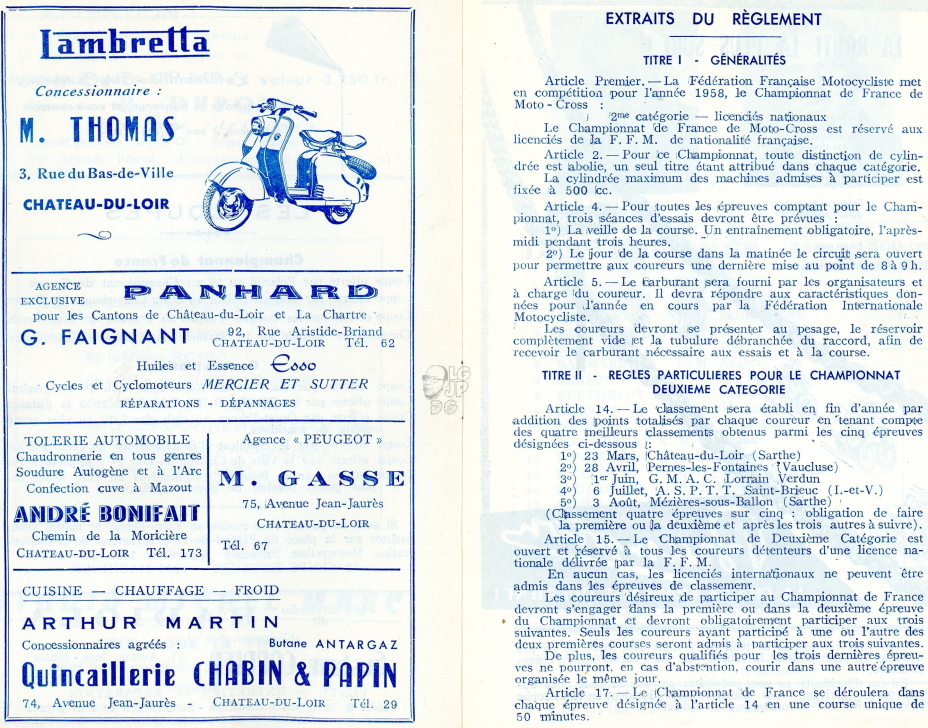 Lambretta
Concessionnaire :
M. THOMAS
3, Rue du Bas-de-Ville
CHATEAU-DU-LOIR
AGENCE
EXCLUSIVE
PANHARD
pour les Cantons de Château-du-Loir et La Chartre
G. FAIGNANT
92, Rue Aristide-Briand
CHATEAU-DU-LOIR Tél. 62
Huiles et Essence Esso
Cycles et Cyclomoteurs MERCIER ET SUTTER
RÉPARATIONS - DÉPANNAGES
TOLERIE AUTOMOBILE
Chaudronnerie en tous genres
Soudure Autogène et à l'Arc
Confection cuve à Mazout
ANDRÉ BONIFAIT
Chemin de la Moricière
CHATEAU-DU-LOIR Tél. 173
Agence « PEUGEOT »
M. GASSE
75, Avenue Jean-Jaurès
CHATEAU-DU-LOIR
Tél. 67
CUISINE — CHAUFFAGE — FROID
ARTHUR MARTIN
Concessionnaires agréés : Butane ANTARGAZ
Quincaillerie CHABIN & PAPIN
74, Avenue Jean-Jaurès - CHATEAU-DU-LOIR Tél. 29
EXTRAITS DU RÈGLEMENT
TITRE I - GÉNÉRALITÉS
Article Premier. — La Fédération Française Motocycliste met
en compétition pour l'année 1958, le Championnat de France de
Moto - Cross :
2me catégorie — licenciés nationaux
Le Championnat de France de Moto-Cross est réservé aux
licenciés de la F. F. M. de nationalité française.
Article 2. — Pour ce Championnat, toute distinction de cylin-
drée est abolie, un seul titre étant attribué dans chaque catégorie.
La cylindrée maximum des machines admises à participer est
fixée à 500 cc.
Article 4. — Pour toutes les épreuves comptant pour le Cham-
pionnat, trois séances d'essais devront être prévues :
1º) La veille de la course. Un entraînement obligatoire, l'après-
midi pendant trois heures.
2º) Le jour de la course dans la matinée le circuit sera ouvert
pour permettre aux coureurs une dernière mise au point de 8 à 9 h.
Article 5. — Le carburant sera fourni par les organisateurs et
à charge du coureur. Il devra répondre aux caractéristiques don-
nées pour l'année en cours par la Fédération Internationale
Motocycliste.
Les coureurs devront se présenter au pesage, le réservoir
complètement vide et la tubulure débranchée du raccord, afin de
recevoir le carburant nécessaire aux essais et à la course.
TITRE II - REGLES PARTICULIERES POUR LE CHAMPIONNAT
DEUXIEME CATEGORIE
Article 14. — Le classement sera établi en fin d'année par
addition des points totalisés par chaque coureur en tenant compte
des quatre meilleurs classements obtenus parmi les cinq épreuves
désignées ci-dessous :
1º) 23 Mars, Château-du-Loir (Sarthe)
2º) 28 Avril, Pernes-les-Fontaines (Vaucluse)
3º) 1er Juin, G. M. A. C. Lorrain Verdun
4º) 6 Juillet, A. S. P. T. T. Saint-Brieuc (I.-et-V.)
5º) 3 Août, Mézières-sous-Ballon (Sarthe)
(Classement quatre épreuves sur cinq : obligation de faire
la première ou la deuxième et après les trois autres à suivre).
Article 15. — Le Championnat de Deuxième Catégorie est
ouvert et réservé à tous les coureurs détenteurs d'une licence na-
tionale délivrée par la F. F. M.
En aucun cas, les licenciés internationaux ne peuvent être
admis dans les épreuves de classement.
Les coureurs désireux de participer au Championnat de France
devront s'engager dans la première ou dans la deuxième épreuve
du Championnat et devront obligatoirement participer aux trois
suivantes. Seuls les coureurs ayant participé à une ou l'autre des
deux premières courses seront admis à participer aux trois suivantes.
De plus, les coureurs qualifiés pour les trois dernières épreu-
ves ne pourront, en cas d'abstention, courir dans une autre épreuve
organisée le même jour.
Article 17. — Le Championnat de France se déroulera dans
chaque épreuve désignée à l'article 14 en une course unique de
50 minutes.